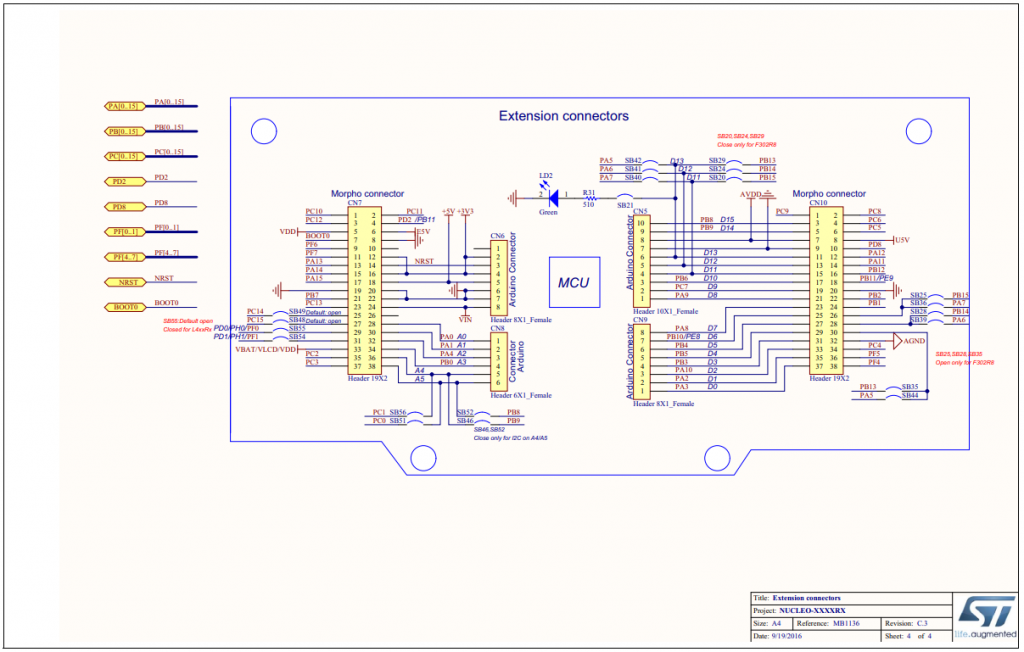 Extension connectors
PA[0..15] PA[0..15]
PB[0..15] PB[0..15]
PC[0..15] PC[0..15]
PD2 PD2
PD8 PD8
PF[0..1] PF[0..1]
PF[4..7] PF[4..7]
NRST NRST
BOOT0 BOOT0
SB20,SB24,SB29
Close only for F302R8
PA5 SB42 D13 SB29 PB13
PA6 SB41 D12 SB24 PB14
PA7 SB40 D11 SB20 PB15
LD2
2 1
Green
R31
510
SB21
AVDD
Morpho connector
CN7
PC10 1 2 PC11
PC12 3 4 PD2 /PB11
VDD 5 6 E5V
BOOT0 7 8
PF6 9 10
PF7 11 12
PA13 13 14 NRST
PA14 15 16
PA15 17 18
19 20
PB7 21 22
PC13 23 24
PC14 SB49 Default, open 25 26
PC15 SB48 Default, open 27 28
PD0/PH0/PF0 SB55 29 30
PD1/PH1/PF1 SB54 31 32
VBAT/VLCD/VDD 33 34
PC2 35 36
PC3 37 38
Header 19X2
SB55:Default open
Closed for L4xxRx
+5V +3V3
VIN
CN6
1
2
3
4
5
6
7
8
Arduino Connector
Header 8X1_Female
CN8
PA0 A0 1
PA1 A1 2
PA4 A2 3
PB0 A3 4
A4 5
A5 6
Connector
Arduino
Header 6X1_Female
PC1 SB56 SB52 PB8
PC0 SB51 SB46 PB9
SB46,SB52
Close only for I2C on A4/A5
MCU
CN5
Arduino Connector
10 PB8 D15
9 PB9 D14
8
7
6 D13
5 D12
4 D11
3 PB6 D10
2 PC7 D9
1 PA9 D8
Header 10X1_Female
CN9
Arduino Connector
8 PA8 D7
7 PB10/PE8 D6
6 PB4 D5
5 PB5 D4
4 PB3 D3
3 PA10 D2
2 PA2 D1
1 PA3 D0
Header 8X1_Female
Morpho connector
CN10
PC9 1 2 PC8
3 4 PC6
5 6 PC5
7 8 U5V
9 10 PD8
11 12 PA12
13 14 PA11
15 16 PB12
17 18 PB11/PE9
19 20
21 22 PB2
23 24 PB1
25 26 SB25 PB15
27 28 SB36 PA7
29 30 SB28 PB14
31 32 SB39 PA6
33 34 PC4
35 36 PF5
37 38 PF4
Header 19X2
AGND
PB13 SB35
PA5 SB44
Open only for F302R8
Title: Extension connectors
Project: NUCLEO-XXXXRX
Size: A4 Reference: MB1136 Revision: C.3
Date: 9/19/2016 Sheet: 4 of 4
ST
life.augmented